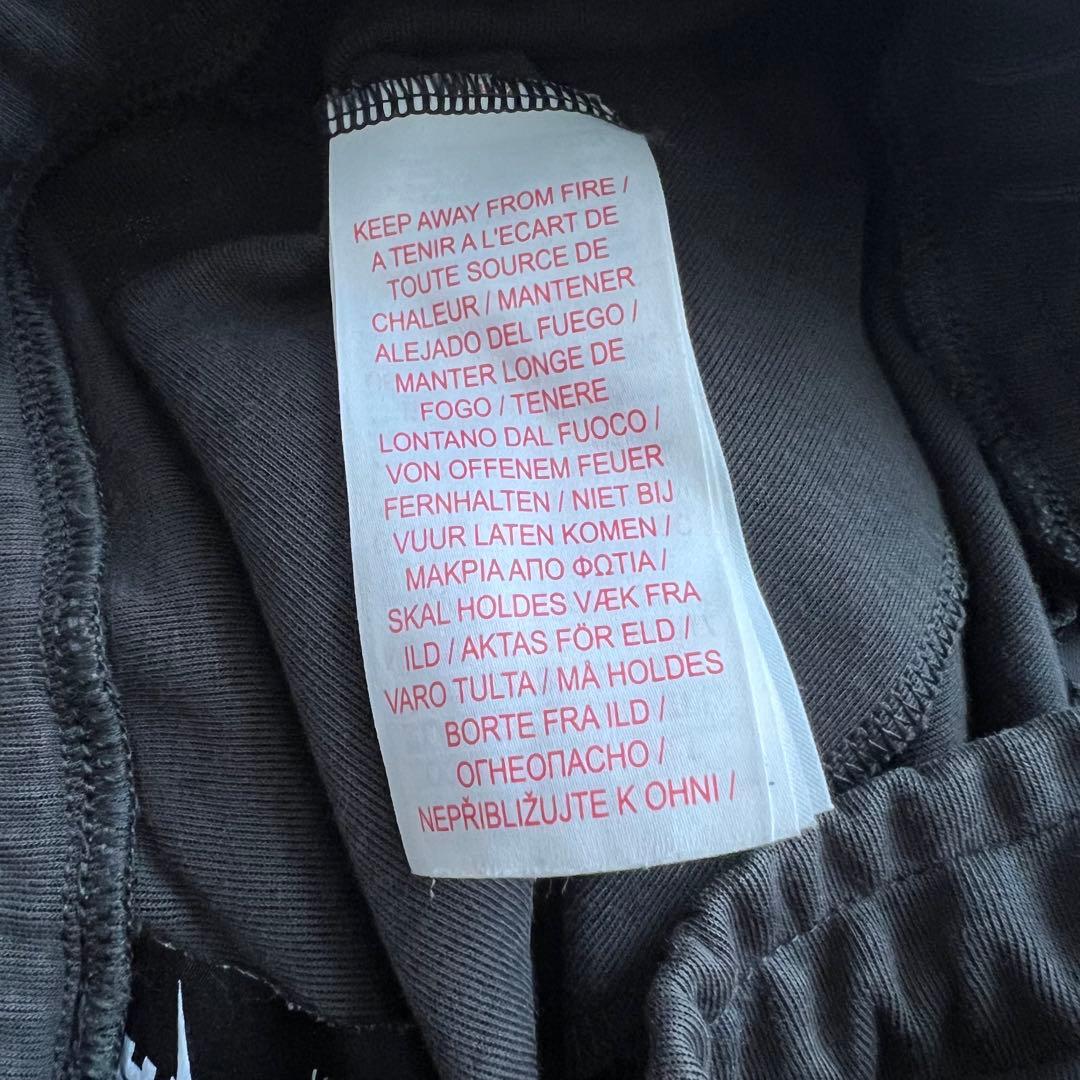 KEEP AWAY FROM FIRE /
A TENIR A L'ECART DE
TOUTE SOURCE DE
CHALEUR / MANTENER
ALEJADO DEL FUEGO /
MANTER LONGE DE
FOGO / TENERE
LONTANO DAL FUOCO /
VON OFFENEM FEUER
FERNHALTEN / NIET BIJ
VUUR LATEN KOMEN /
ΜΑΚΡΙΑ ΑΠΟ ΦΩΤΙΑ /
SKAL HOLDES VÆK FRA
ILD / AKTAS FÖR ELD /
VARO TULTA / MÅ HOLDES
BORTE FRA ILD /
ОГНЕОПАСНО /
NEPŘIBLIŽUJTE K OHNI /